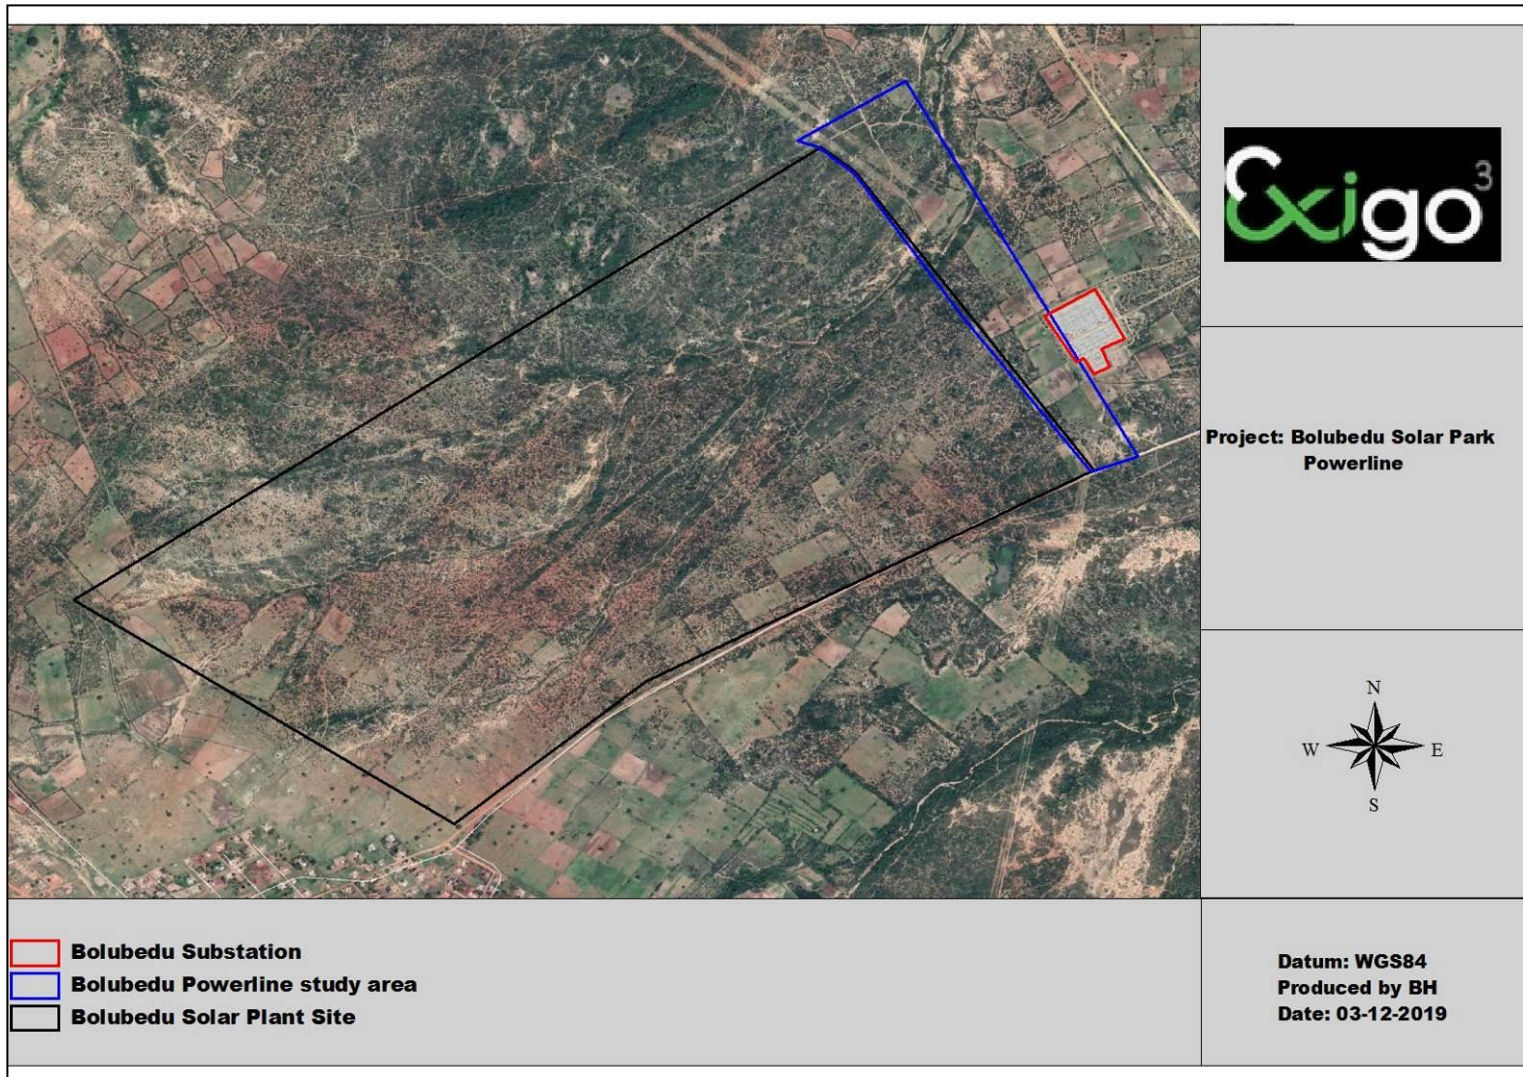 Exigo3
Project: Bolubedu Solar Park
Powerline
N
W E
S
Bolubedu Substation
Bolubedu Powerline study area
Bolubedu Solar Plant Site
Datum: WGS84
Produced by BH
Date: 03-12-2019